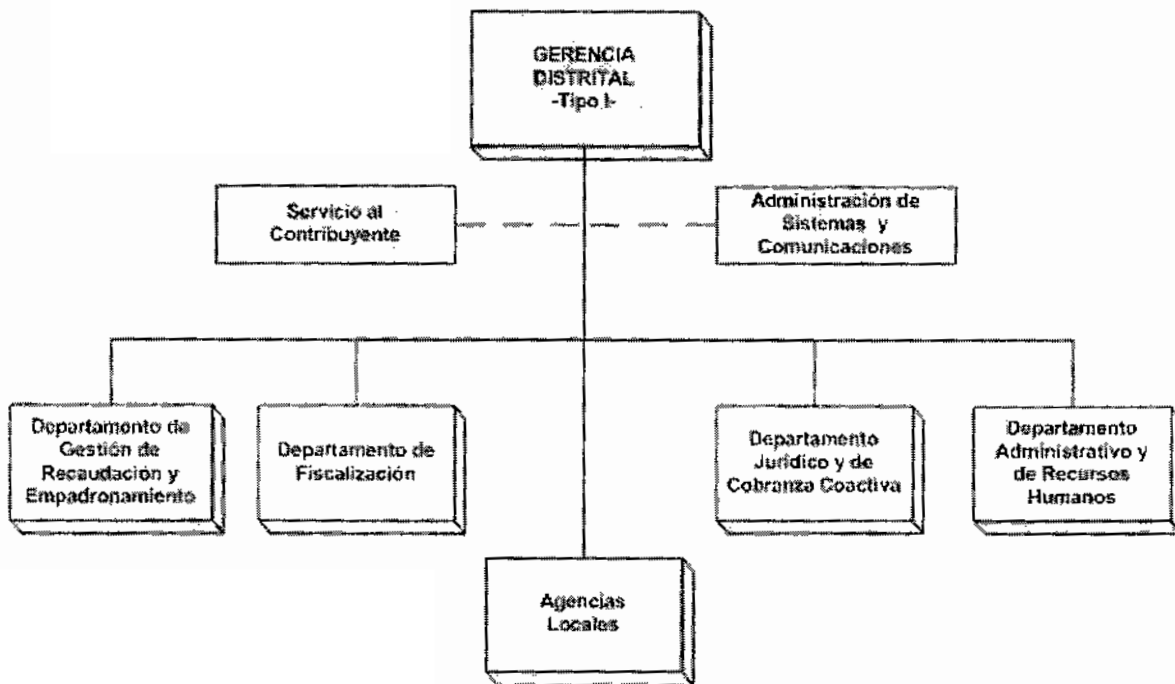 GERENCIA
DISTRITAL
-Tipo I-
Servicio al
Contribuyente
Administración de
Sistemas y
Comunicaciones
Departamento de
Gestión de
Recaudación y
Empadronamiento
Departamento de
Fiscalización
Departamento
Jurídico y de
Cobranza Coactiva
Departamento
Administrativo y
de Recursos
Humanos
Agencias
Locales